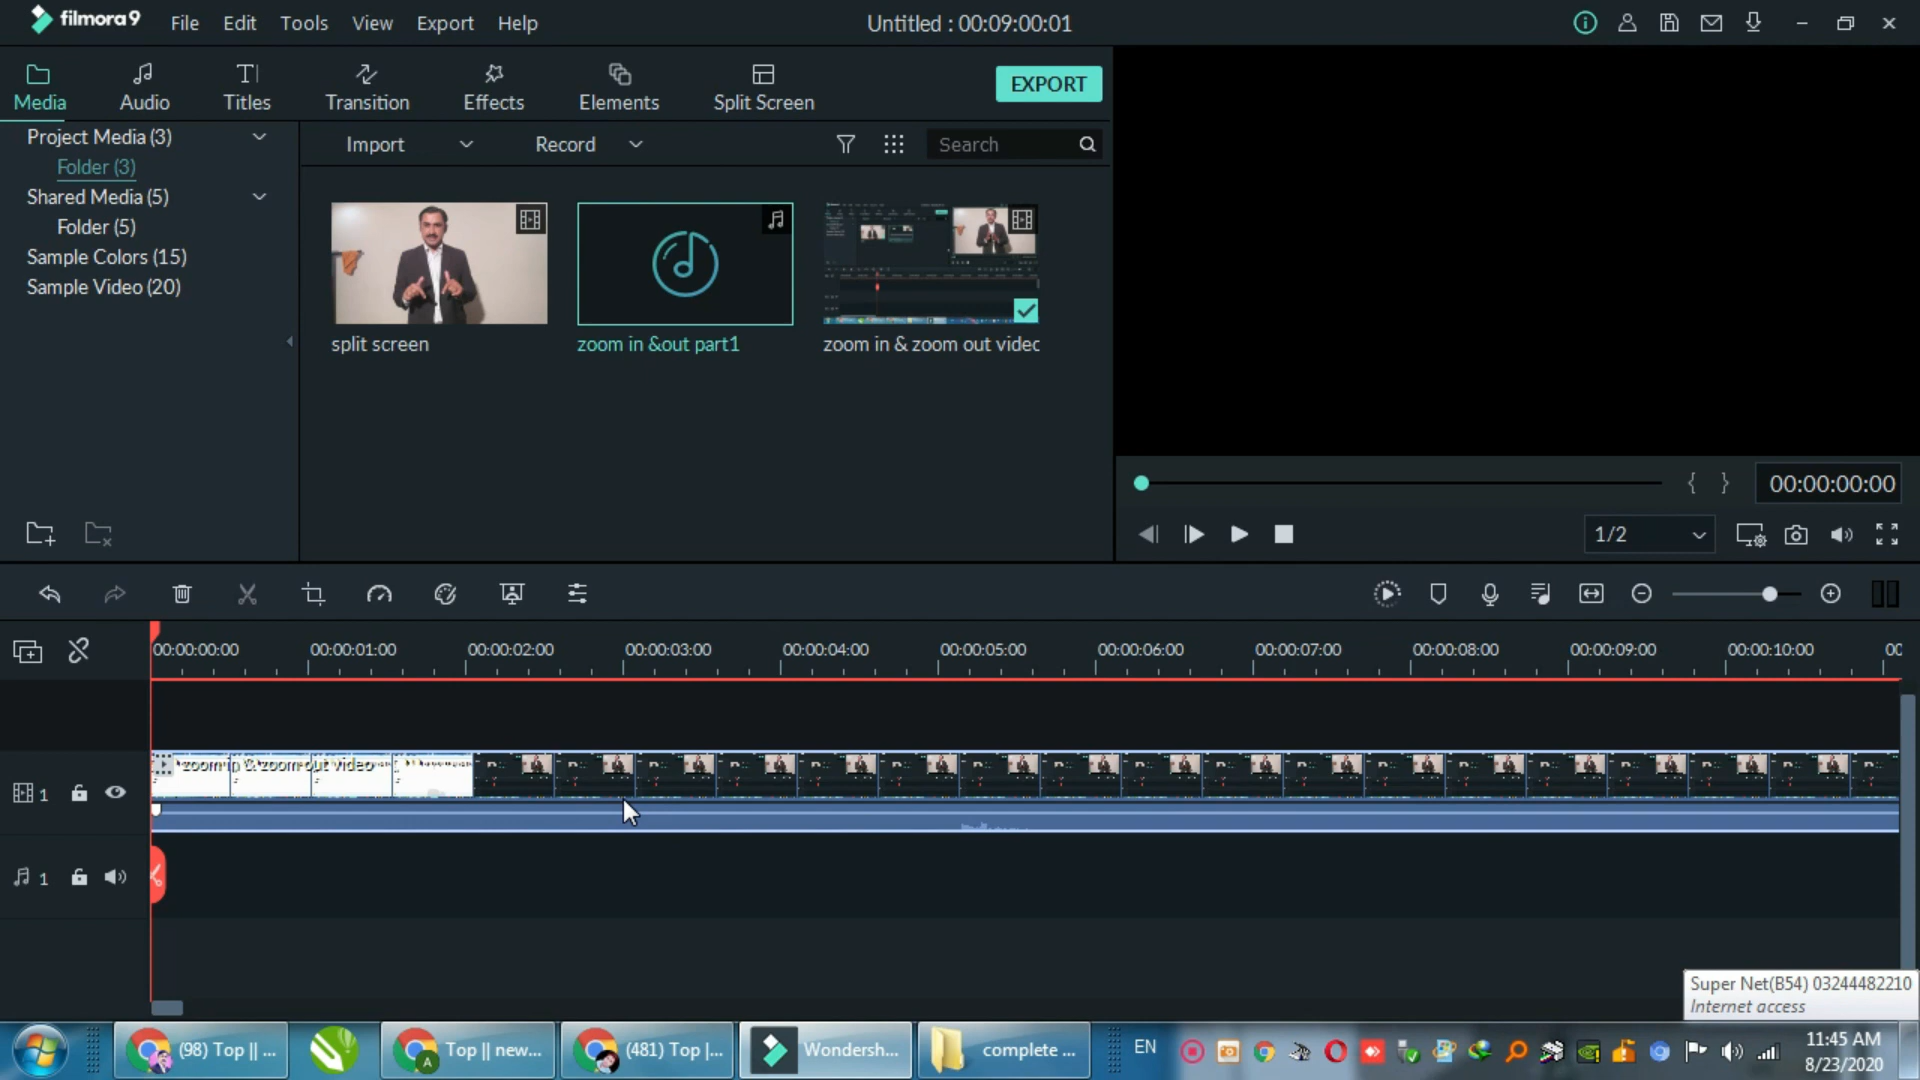 filmora9 File Edit Tools View Export Help Untitled : 00:09:00:01
Media Audio Titles Transition Effects Elements Split Screen EXPORT
Project Media (3)
Folder (3)
Shared Media (5)
Folder (5)
Sample Colors (15)
Sample Video (20)
Import Record Search
split screen zoom in &out part1 zoom in & zoom out videc
00:00:00:00
1/2
00:00:00:00 00:00:01:00 00:00:02:00 00:00:03:00 00:00:04:00 00:00:05:00 00:00:06:00 00:00:07:00 00:00:08:00 00:00:09:00 00:00:10:00 00
zoom in & zoom out video
1
1
Super Net(B54) 03244482210
Internet access
(98) Top || ... Top || new... (481) Top |... Wondersh... complete ... EN 11:45 AM
8/23/2020